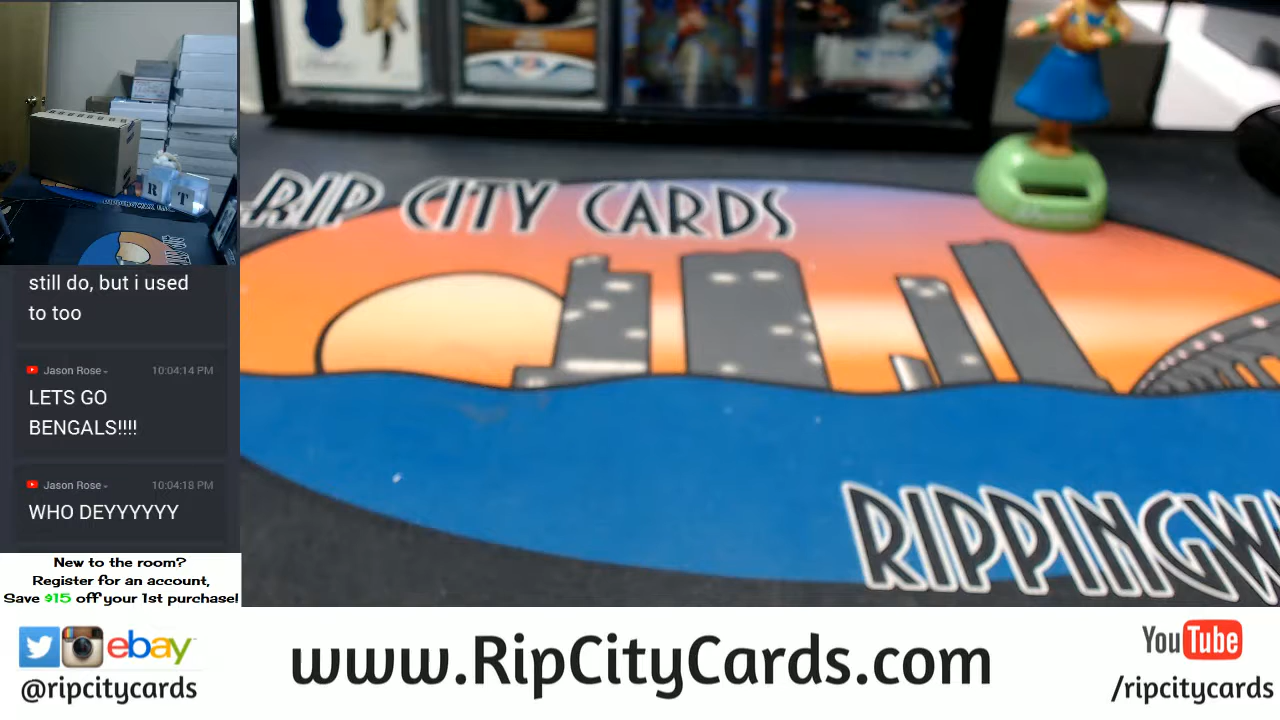 R T
still do, but i used
to too
Jason Rose
10:04:14 PM
LETS GO
BENGALS!!!!
Jason Rose
10:04:18 PM
WHO DEYYYYYY
New to the room?
Register for an account,
Save $15 off your 1st purchase!
RIP CITY CARDS
RIPPINGW
ebay
@ripcitycards
www.RipCityCards.com
YouTube
/ripcitycards